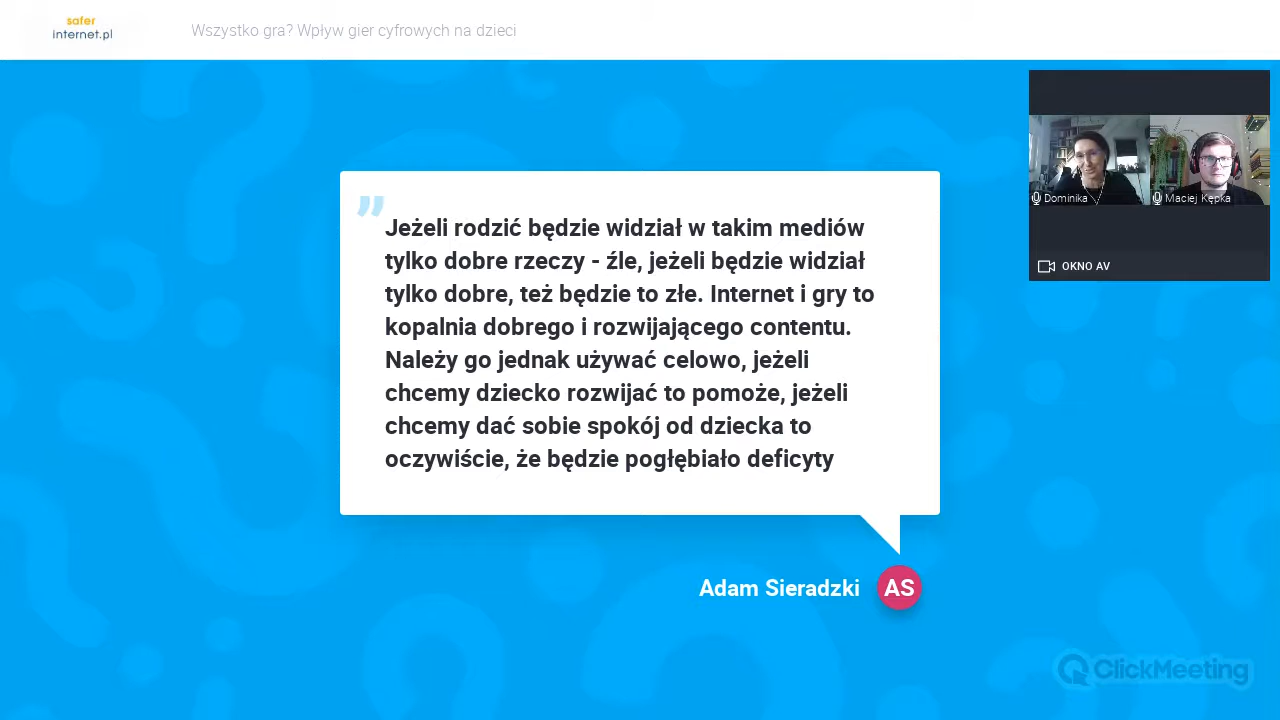 safer
internet.pl
Wszystko gra? Wpływ gier cyfrowych na dzieci
Dominika
Maciej Kępka
OKNO AV
"
Jeżeli rodzić będzie widział w takim mediów
tylko dobre rzeczy - źle, jeżeli będzie widział
tylko dobre, też będzie to złe. Internet i gry to
kopalnia dobrego i rozwijającego contentu.
Należy go jednak używać celowo, jeżeli
chcemy dziecko rozwijać to pomoże, jeżeli
chcemy dać sobie spokój od dziecka to
oczywiście, że będzie pogłębiało deficyty
Adam Sieradzki
AS
ClickMeeting